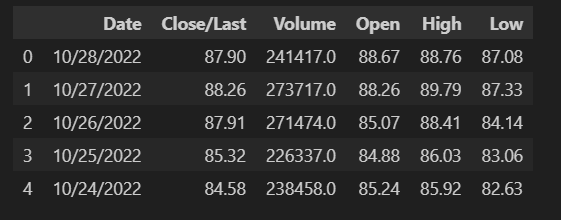 Date Close/Last Volume Open High Low
0 10/28/2022 87.90 241417.0 88.67 88.76 87.08
1 10/27/2022 88.26 273717.0 88.26 89.79 87.33
2 10/26/2022 87.91 271474.0 85.07 88.41 84.14
3 10/25/2022 85.32 226337.0 84.88 86.03 83.06
4 10/24/2022 84.58 238458.0 85.24 85.92 82.63